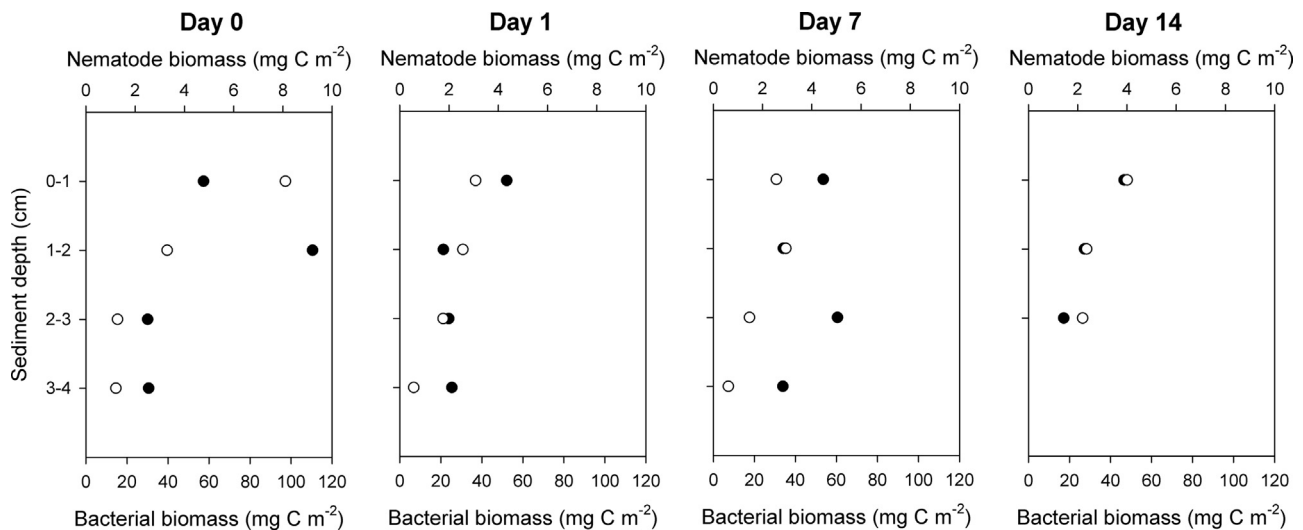 Day 0 Day 1 Day 7 Day 14
Nematode biomass (mg C m-2) Nematode biomass (mg C m-2) Nematode biomass (mg C m-2) Nematode biomass (mg C m-2)
0 2 4 6 8 10 0 2 4 6 8 10 0 2 4 6 8 10 0 2 4 6 8 10
Sediment depth (cm)
0-1
1-2
2-3
3-4
0 20 40 60 80 100 120 0 20 40 60 80 100 120 0 20 40 60 80 100 120 0 20 40 60 80 100 120
Bacterial biomass (mg C m-2) Bacterial biomass (mg C m-2) Bacterial biomass (mg C m-2) Bacterial biomass (mg C m-2)